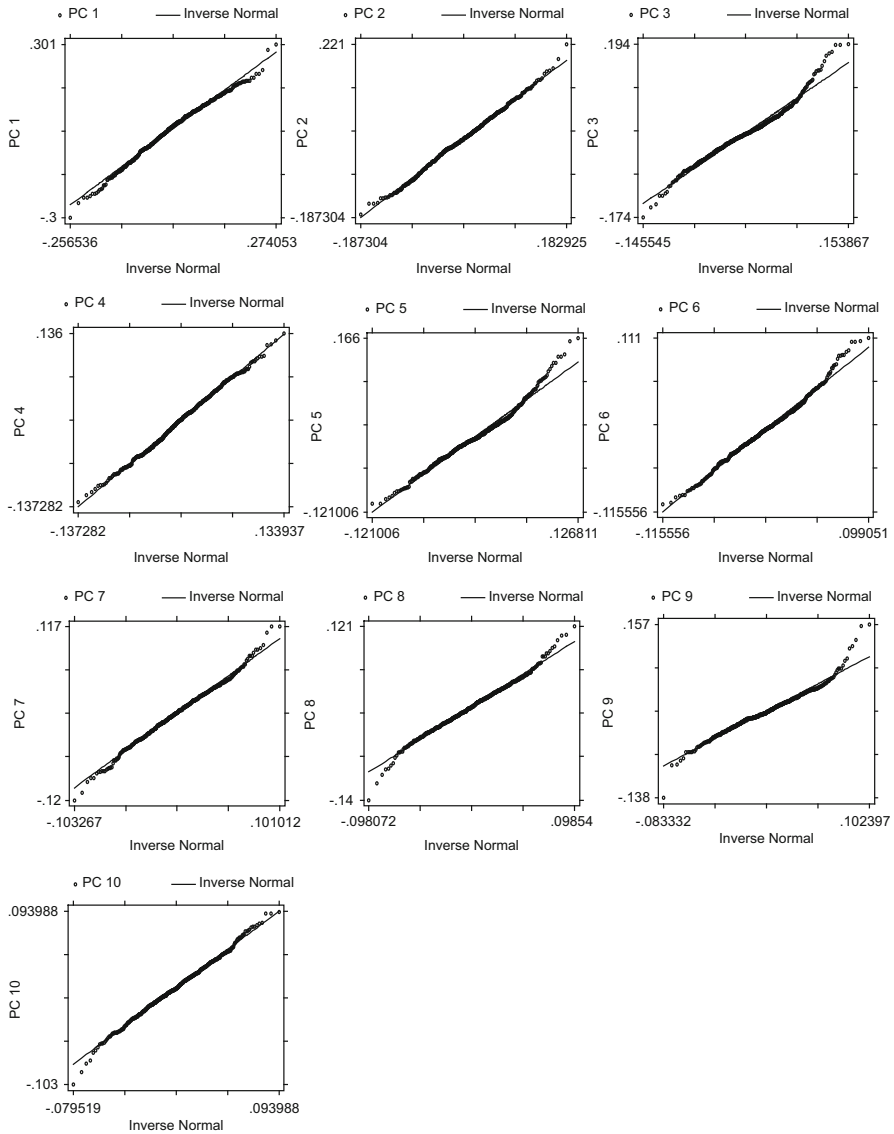 PC 1 Inverse Normal
.301
PC 1
-.3
-.256536 .274053
Inverse Normal
PC 2 Inverse Normal
.221
PC 2
-.187304
-.187304 .182925
Inverse Normal
PC 3 Inverse Normal
.194
PC 3
-.174
-.145545 .153867
Inverse Normal
PC 4 Inverse Normal
.136
PC 4
-.137282
-.137282 .133937
Inverse Normal
PC 5 Inverse Normal
.166
PC 5
-.121006
-.121006 .126811
Inverse Normal
PC 6 Inverse Normal
.111
PC 6
-.115556
-.115556 .099051
Inverse Normal
PC 7 Inverse Normal
.117
PC 7
-.12
-.103267 .101012
Inverse Normal
PC 8 Inverse Normal
.121
PC 8
-.14
-.098072 .09854
Inverse Normal
PC 9 Inverse Normal
.157
PC 9
-.138
-.083332 .102397
Inverse Normal
PC 10 Inverse Normal
.093988
PC 10
-.103
-.079519 .093988
Inverse Normal